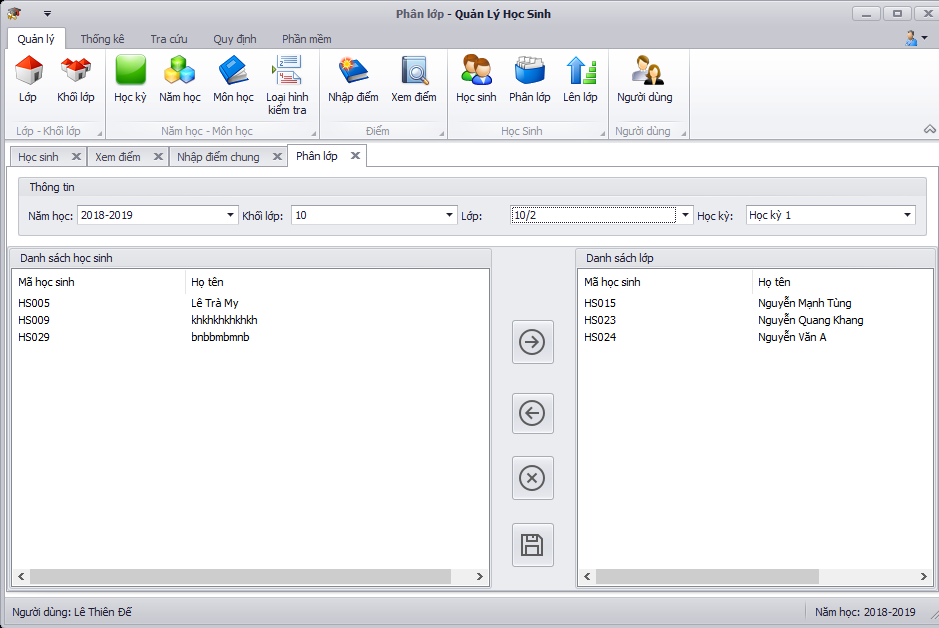 Phân lớp - Quản Lý Học Sinh
Quản lý Thống kê Tra cứu Quy định Phần mềm
Lớp Khối lớp Học kỳ Năm học Môn học Loại hình kiểm tra Nhập điểm Xem điểm Học sinh Phân lớp Lên lớp Người dùng
Lớp - Khối lớp Năm học - Môn học Điểm Học Sinh Người dùng
Học sinh Xem điểm Nhập điểm chung Phân lớp
Thông tin
Năm học: 2018-2019 Khối lớp: 10 Lớp: 10/2 Học kỳ: Học kỳ 1
Danh sách học sinh Danh sách lớp
Mã học sinh Họ tên Mã học sinh Họ tên
HS005 Lê Trà My HS015 Nguyễn Mạnh Tùng
HS009 khkhkhkhkhkh HS023 Nguyễn Quang Khang
HS029 bnbbmbmnb HS024 Nguyễn Văn A
Người dùng: Lê Thiên Đế Năm học: 2018-2019